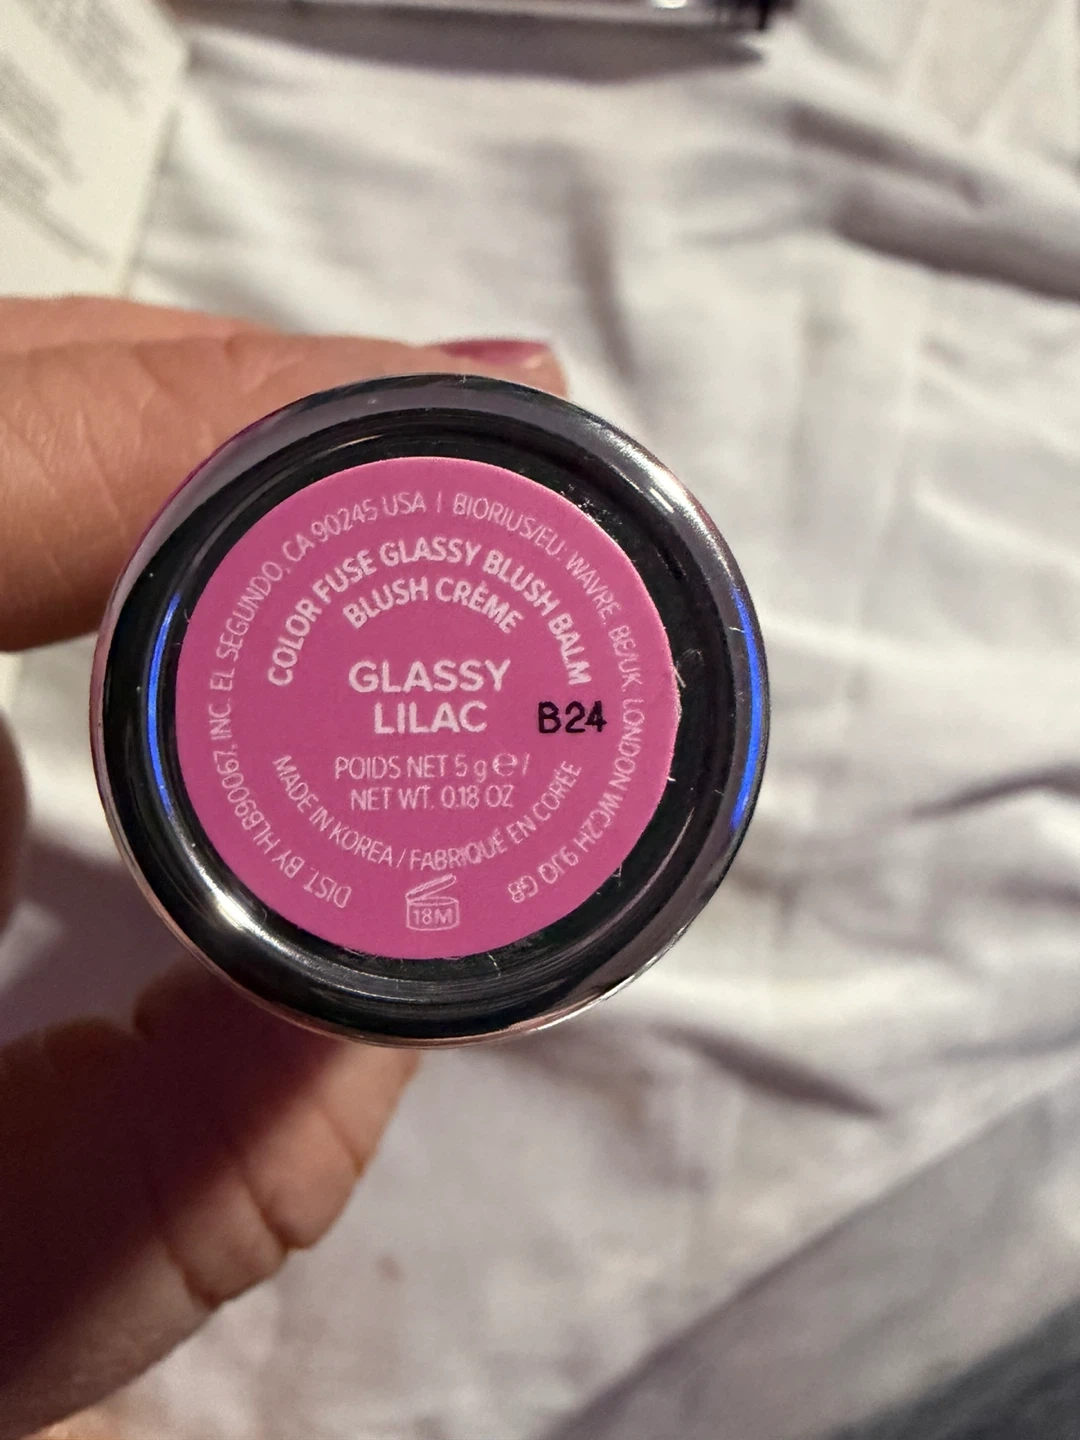 DIST. BY HLB90067, INC. EL SEGUNDO, CA 90245 USA | BIORIUS/EU. WAVRE, BE/UK. LONDON WC2H 9JQ GB
COLOR FUSE GLASSY BLUSH BALM
BLUSH CRÈME
GLASSY
LILAC
B24
POIDS NET 5 g ℮ /
NET WT. 0.18 OZ
MADE IN KOREA / FABRIQUÉ EN CORÉE
18M